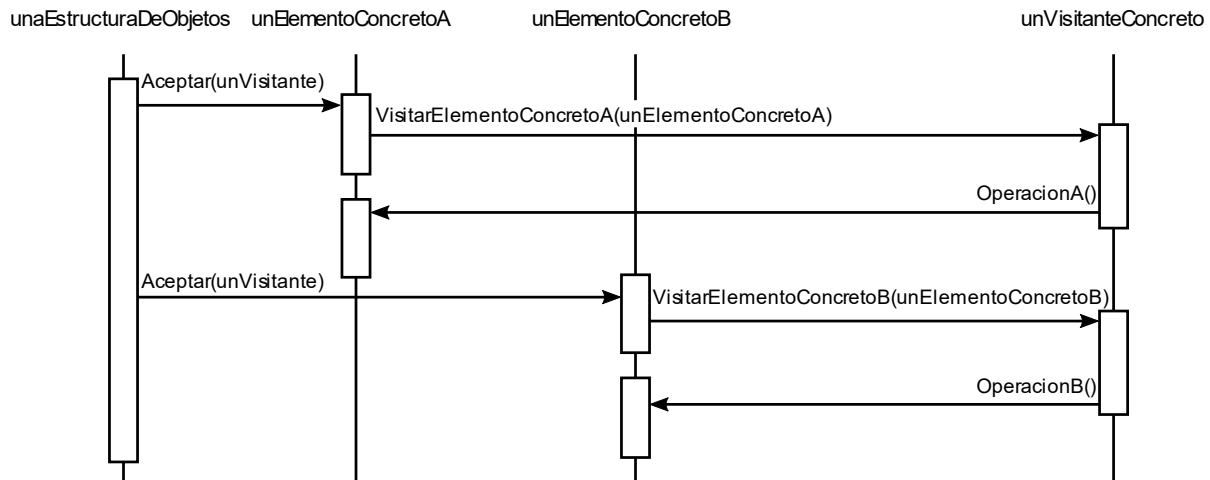 unaEstructuraDeObjetos unElementoConcretoA unElementoConcretoB unVisitanteConcreto
Aceptar(unVisitante)
VisitarElementoConcretoA(unElementoConcretoA)
OperacionA()
Aceptar(unVisitante)
VisitarElementoConcretoB(unElementoConcretoB)
OperacionB()